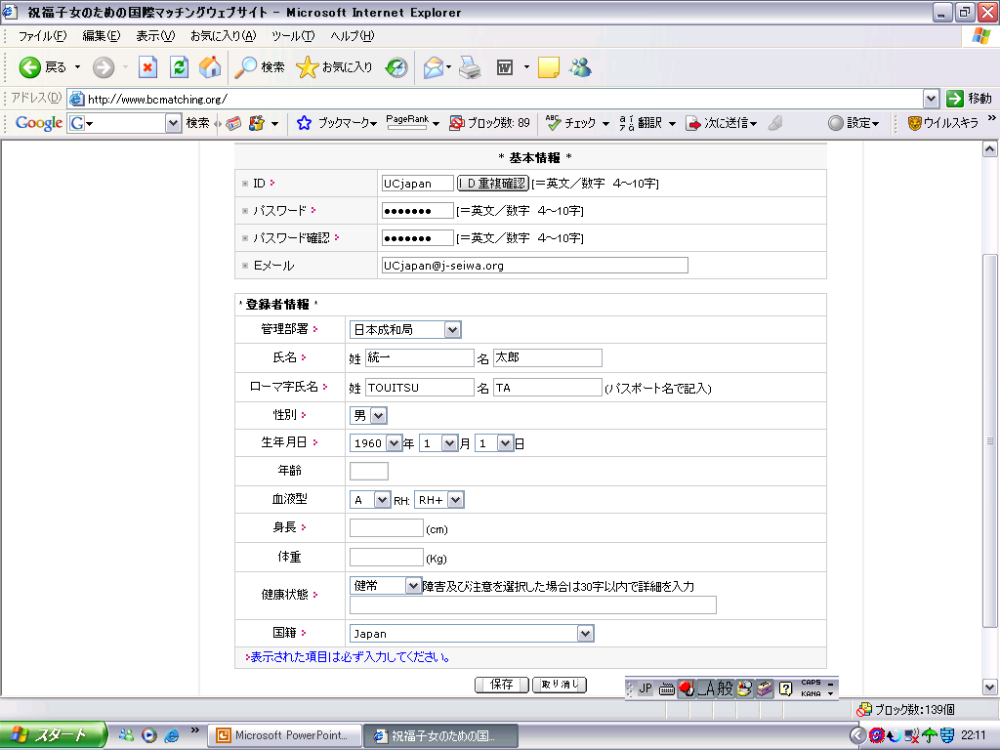 祝福子女のための国際マッチングウェブサイト - Microsoft Internet Explorer
ファイル(F) 編集(E) 表示(V) お気に入り(A) ツール(T) ヘルプ(H)
戻る 検索 お気に入り
アドレス(D) http://www.bcmatching.org/ 移動
Google G 検索 ブックマーク PageRank ブロック数: 89 ABC チェック 翻訳 次に送信 設定 ウイルスキラ »
* 基本情報 *
ID UCjapan ID重複確認 [=英文/数字 4~10字]
パスワード ●●●●●●● [=英文/数字 4~10字]
パスワード確認 ●●●●●●● [=英文/数字 4~10字]
Eメール UCjapan@j-seiwa.org
* 登録者情報 *
管理部署 日本成和局
氏名 姓 統一 名 太郎
ローマ字氏名 姓 TOUITSU 名 TA (パスポート名で記入)
性別 男
生年月日 1960 年 1 月 1 日
年齢
血液型 A RH: RH+
身長 (cm)
体重 (Kg)
健康状態 健常 障害及び注意を選択した場合は30字以内で詳細を入力
国籍 Japan
表示された項目は必ず入力してください。
保存 取り消し
JP _A 般 CAPS KANA
ブロック数:139個
スタート » Microsoft PowerPoint... 祝福子女のための国... 22:11